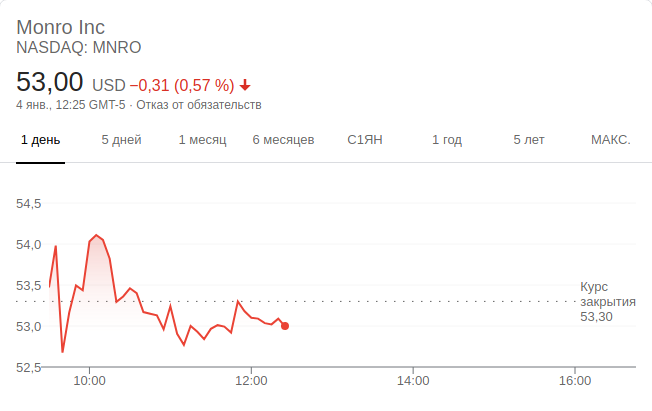 Monro Inc
NASDAQ: MNRO
53,00 USD −0,31 (0,57 %)
4 янв., 12:25 GMT-5 · Отказ от обязательств
1 день 5 дней 1 месяц 6 месяцев С1ЯН 1 год 5 лет МАКС.
54,5
54,0
53,5
53,0
52,5
Курс
закрытия
53,30
10:00 12:00 14:00 16:00